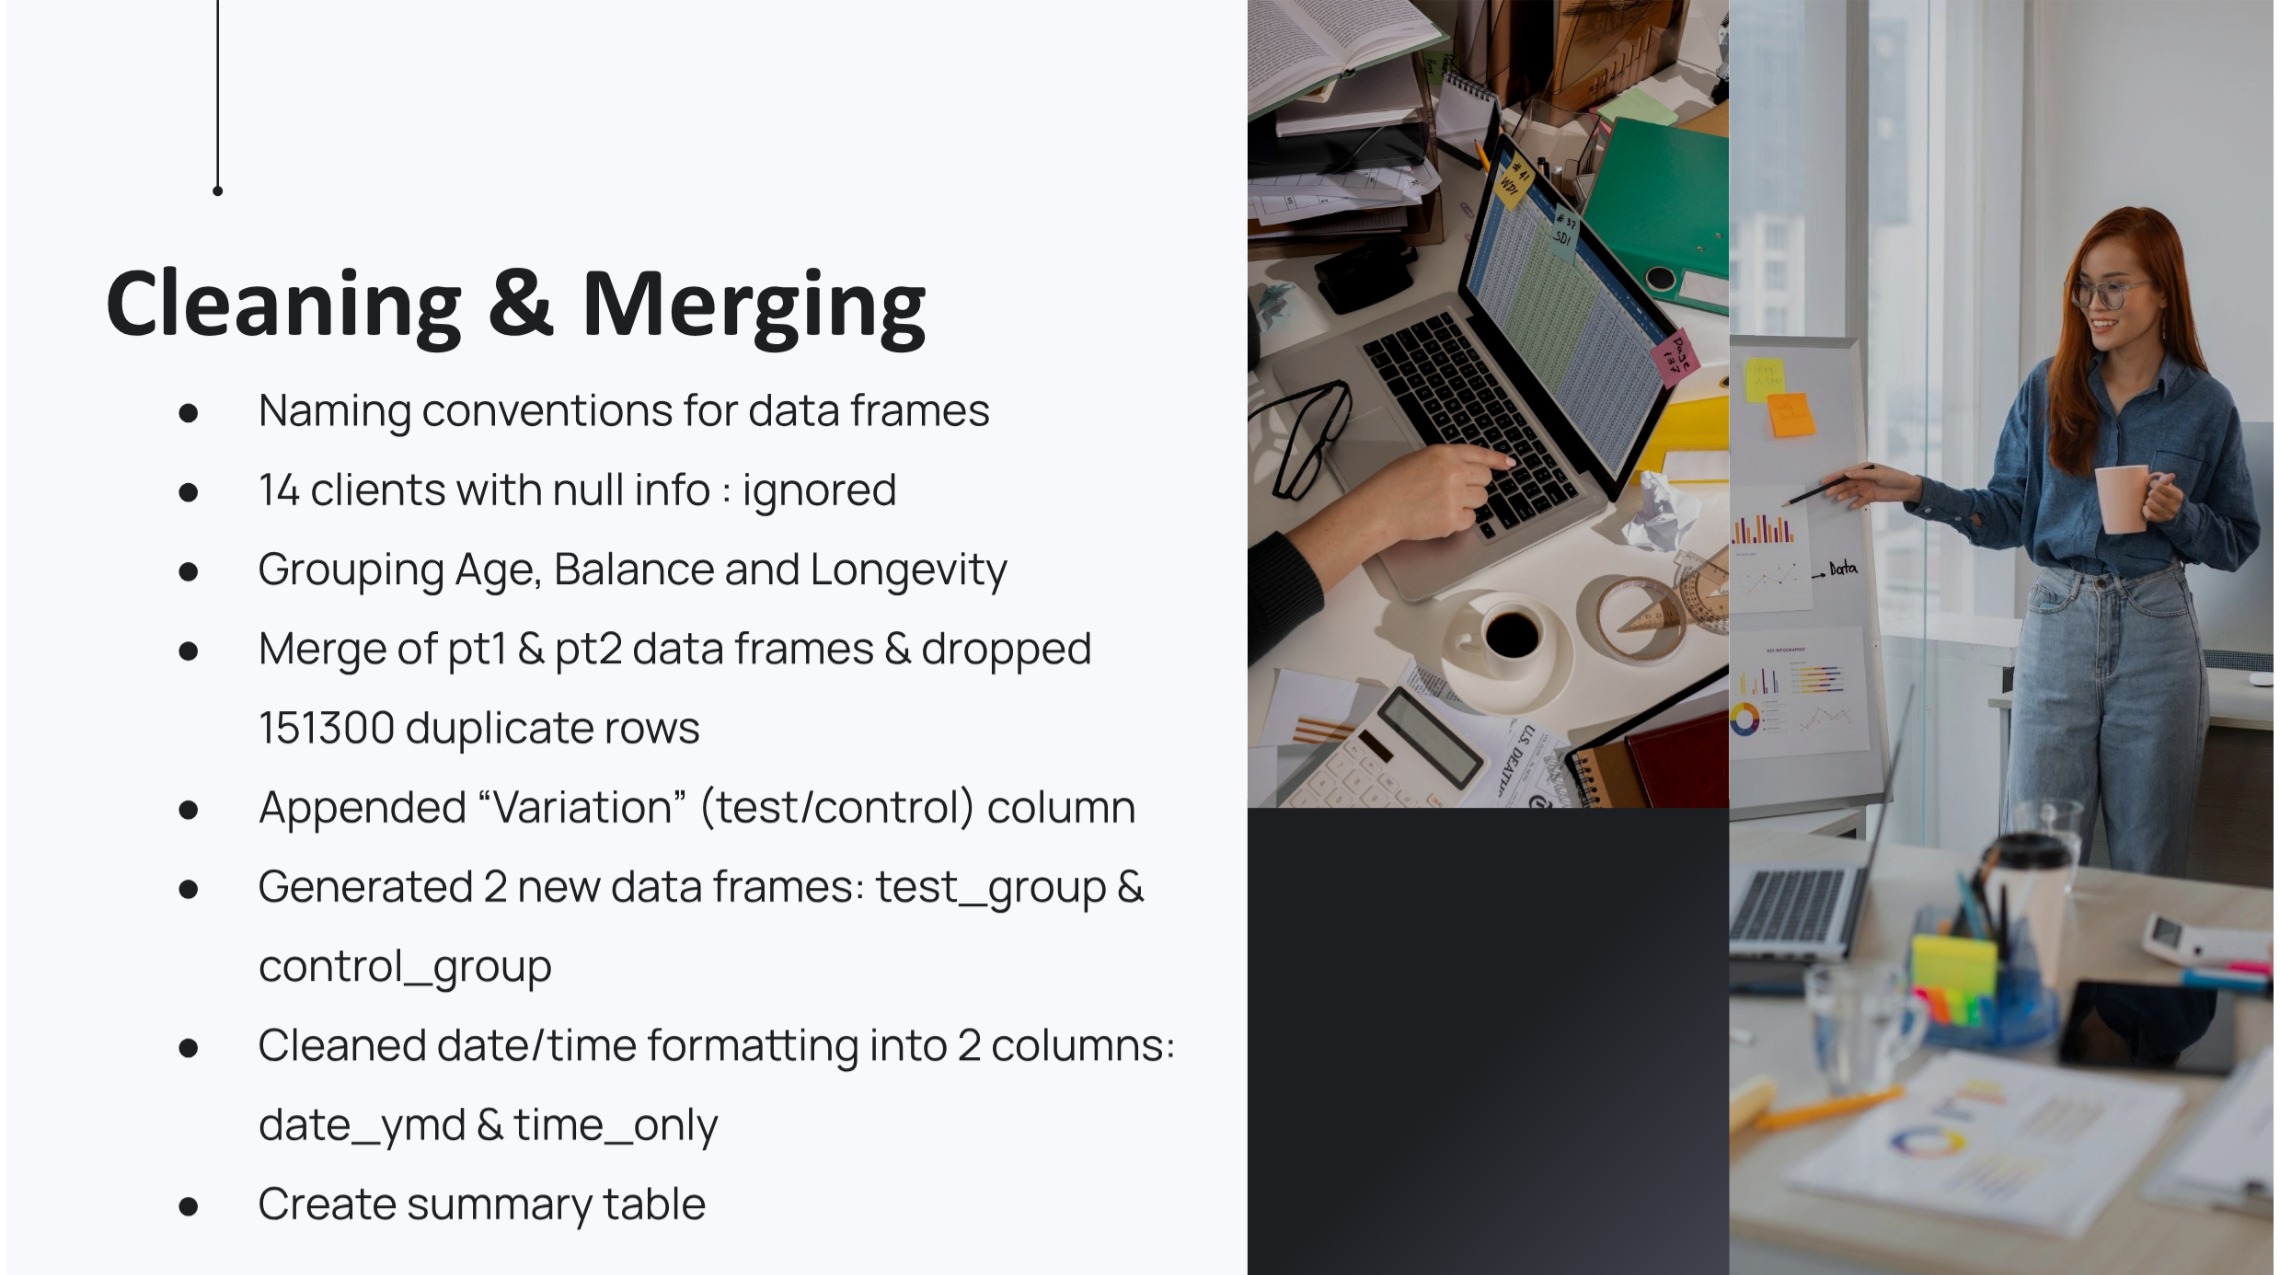 Cleaning & Merging
● Naming conventions for data frames
● 14 clients with null info : ignored
● Grouping Age, Balance and Longevity
● Merge of pt1 & pt2 data frames & dropped
151300 duplicate rows
● Appended “Variation” (test/control) column
● Generated 2 new data frames: test_group &
control_group
● Cleaned date/time formatting into 2 columns:
date_ymd & time_only
● Create summary table
# 41
WDI
# 32
SDI
Page
Data
U.S. DEATH